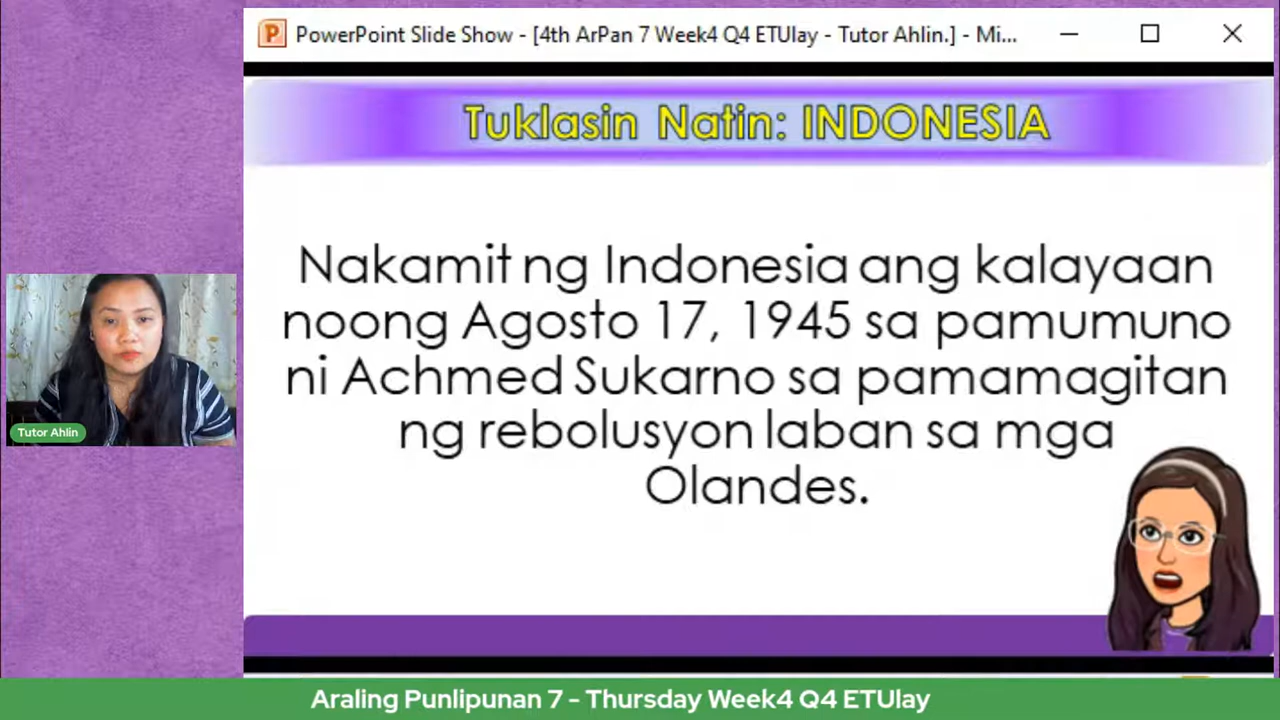 PowerPoint Slide Show - [4th ArPan 7 Week4 Q4 ETUlay - Tutor Ahlin.] - Mi...
Tuklasin Natin: INDONESIA
Nakamit ng Indonesia ang kalayaan
noong Agosto 17, 1945 sa pamumuno
ni Achmed Sukarno sa pamamagitan
ng rebolusyon laban sa mga
Olandes.
Tutor Ahlin
Araling Punlipunan 7 - Thursday Week4 Q4 ETUlay